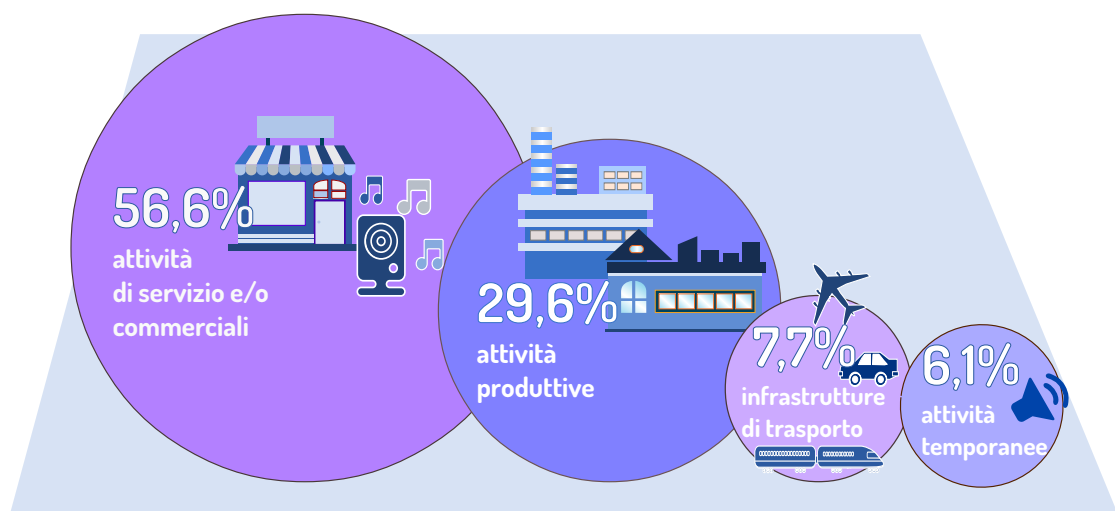 56,6%
attività
di servizio e/o
commerciali
29,6%
attività
produttive
7,7%
infrastrutture
di trasporto
6,1%
attività
temporanee